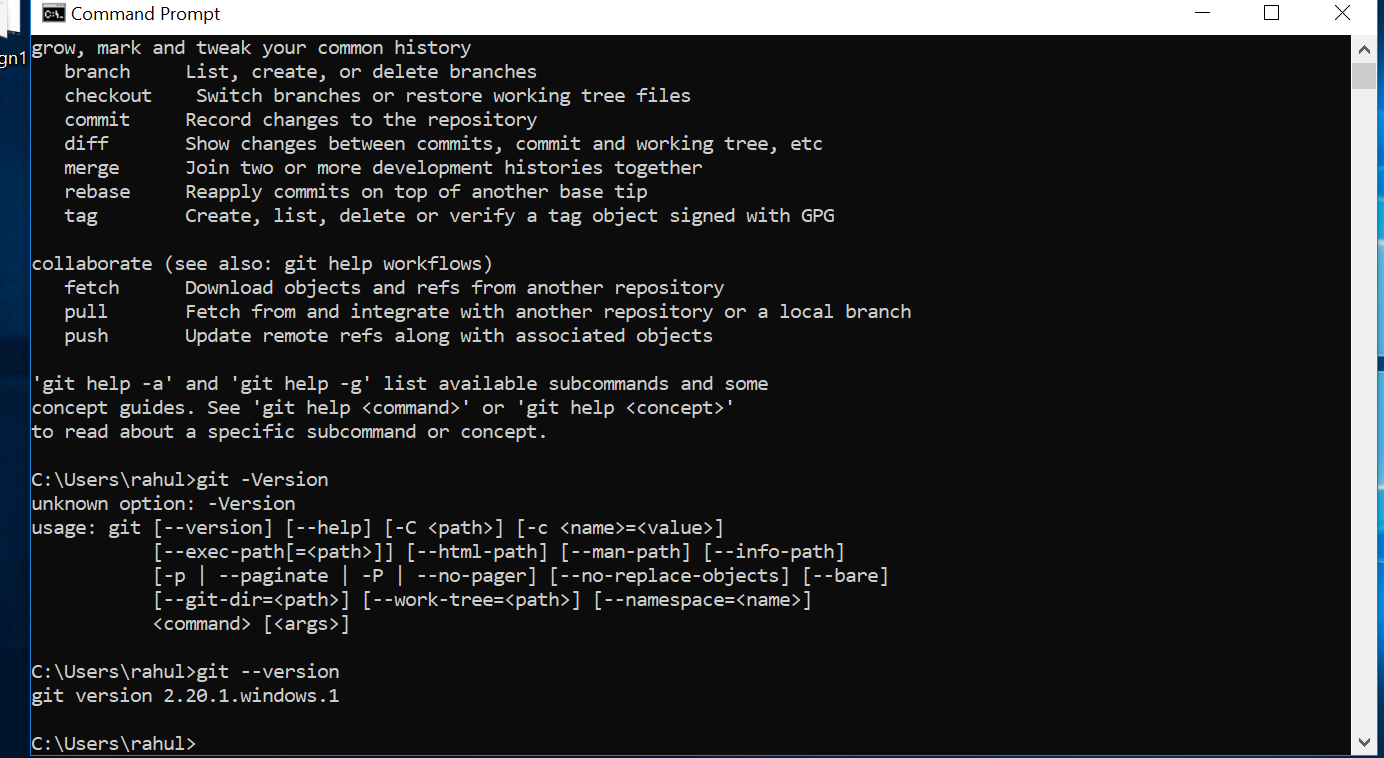 Command Prompt
gn1
grow, mark and tweak your common history
   branch     List, create, or delete branches
   checkout    Switch branches or restore working tree files
   commit     Record changes to the repository
   diff       Show changes between commits, commit and working tree, etc
   merge      Join two or more development histories together
   rebase     Reapply commits on top of another base tip
   tag        Create, list, delete or verify a tag object signed with GPG

collaborate (see also: git help workflows)
   fetch      Download objects and refs from another repository
   pull       Fetch from and integrate with another repository or a local branch
   push       Update remote refs along with associated objects

'git help -a' and 'git help -g' list available subcommands and some
concept guides. See 'git help <command>' or 'git help <concept>'
to read about a specific subcommand or concept.

C:\Users\rahul>git -Version
unknown option: -Version
usage: git [--version] [--help] [-C <path>] [-c <name>=<value>]
           [--exec-path[=<path>]] [--html-path] [--man-path] [--info-path]
           [-p | --paginate | -P | --no-pager] [--no-replace-objects] [--bare]
           [--git-dir=<path>] [--work-tree=<path>] [--namespace=<name>]
           <command> [<args>]

C:\Users\rahul>git --version
git version 2.20.1.windows.1

C:\Users\rahul>